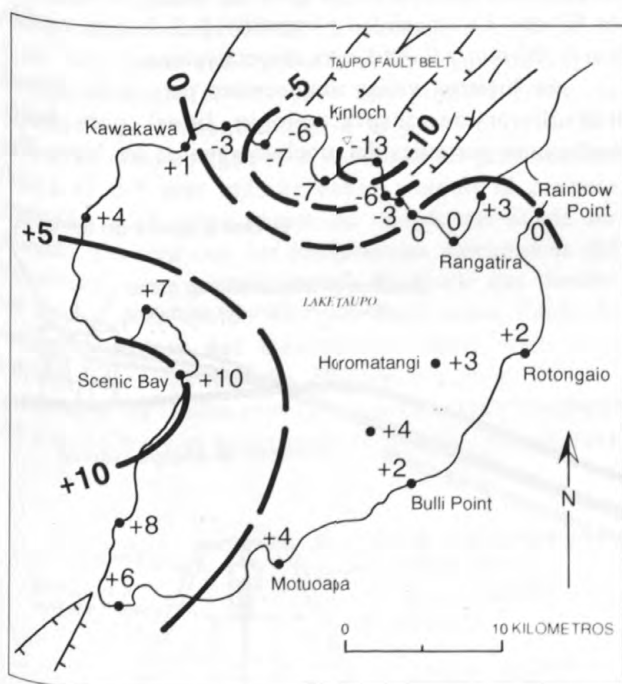 TAUPO FAULT BELT
0
-5
Kinloch
-6
-10
Kawakawa
+1
-3
-7
-13
-7
-6
-3
+3
Rainbow
Point
0
0
0
Rangatira
+4
+5
+7
LAKE TAUPO
Scenic Bay
+10
Horomatangi
+3
+2
Rotongaio
+10
+4
+2
Bulli Point
N
+8
+4
Motuoapa
+6
0
10 KILOMETROS